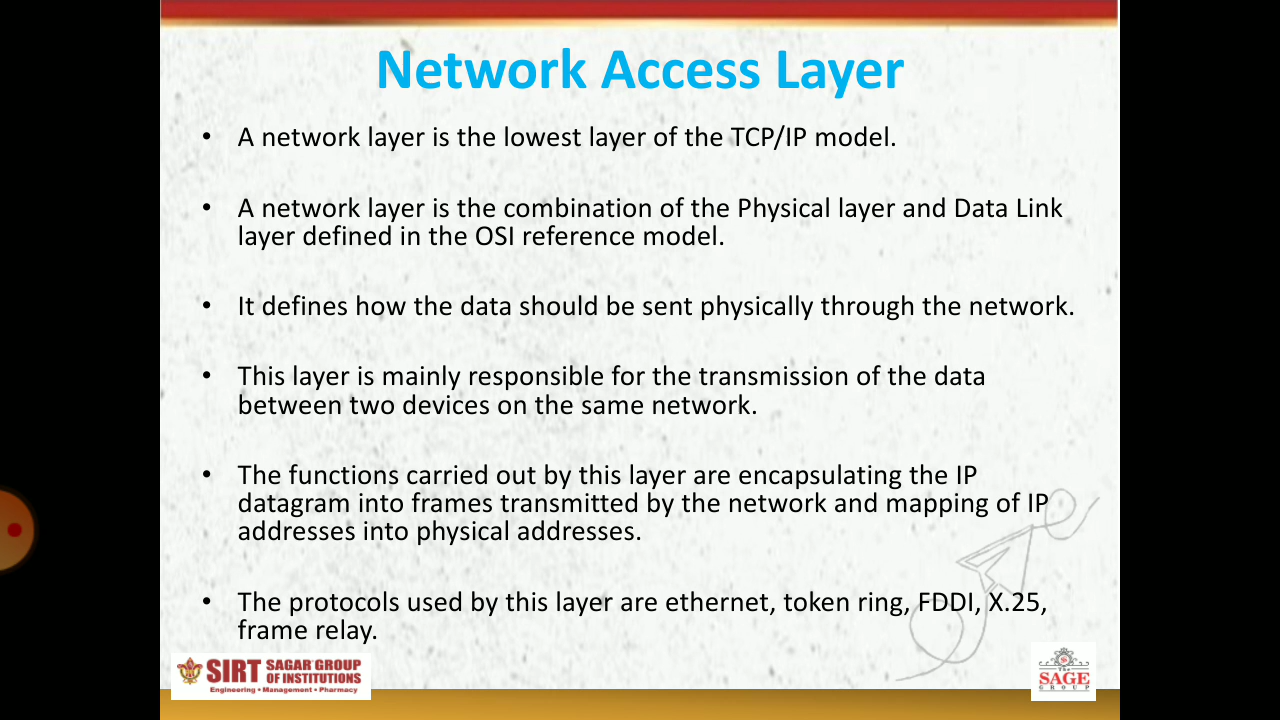 Network Access Layer
• A network layer is the lowest layer of the TCP/IP model.
• A network layer is the combination of the Physical layer and Data Link
layer defined in the OSI reference model.
• It defines how the data should be sent physically through the network.
• This layer is mainly responsible for the transmission of the data
between two devices on the same network.
• The functions carried out by this layer are encapsulating the IP
datagram into frames transmitted by the network and mapping of IP
addresses into physical addresses.
• The protocols used by this layer are ethernet, token ring, FDDI, X.25,
frame relay.
SIRT SAGAR GROUP
OF INSTITUTIONS
Engineering • Management • Pharmacy
The
SAGE
GROUP